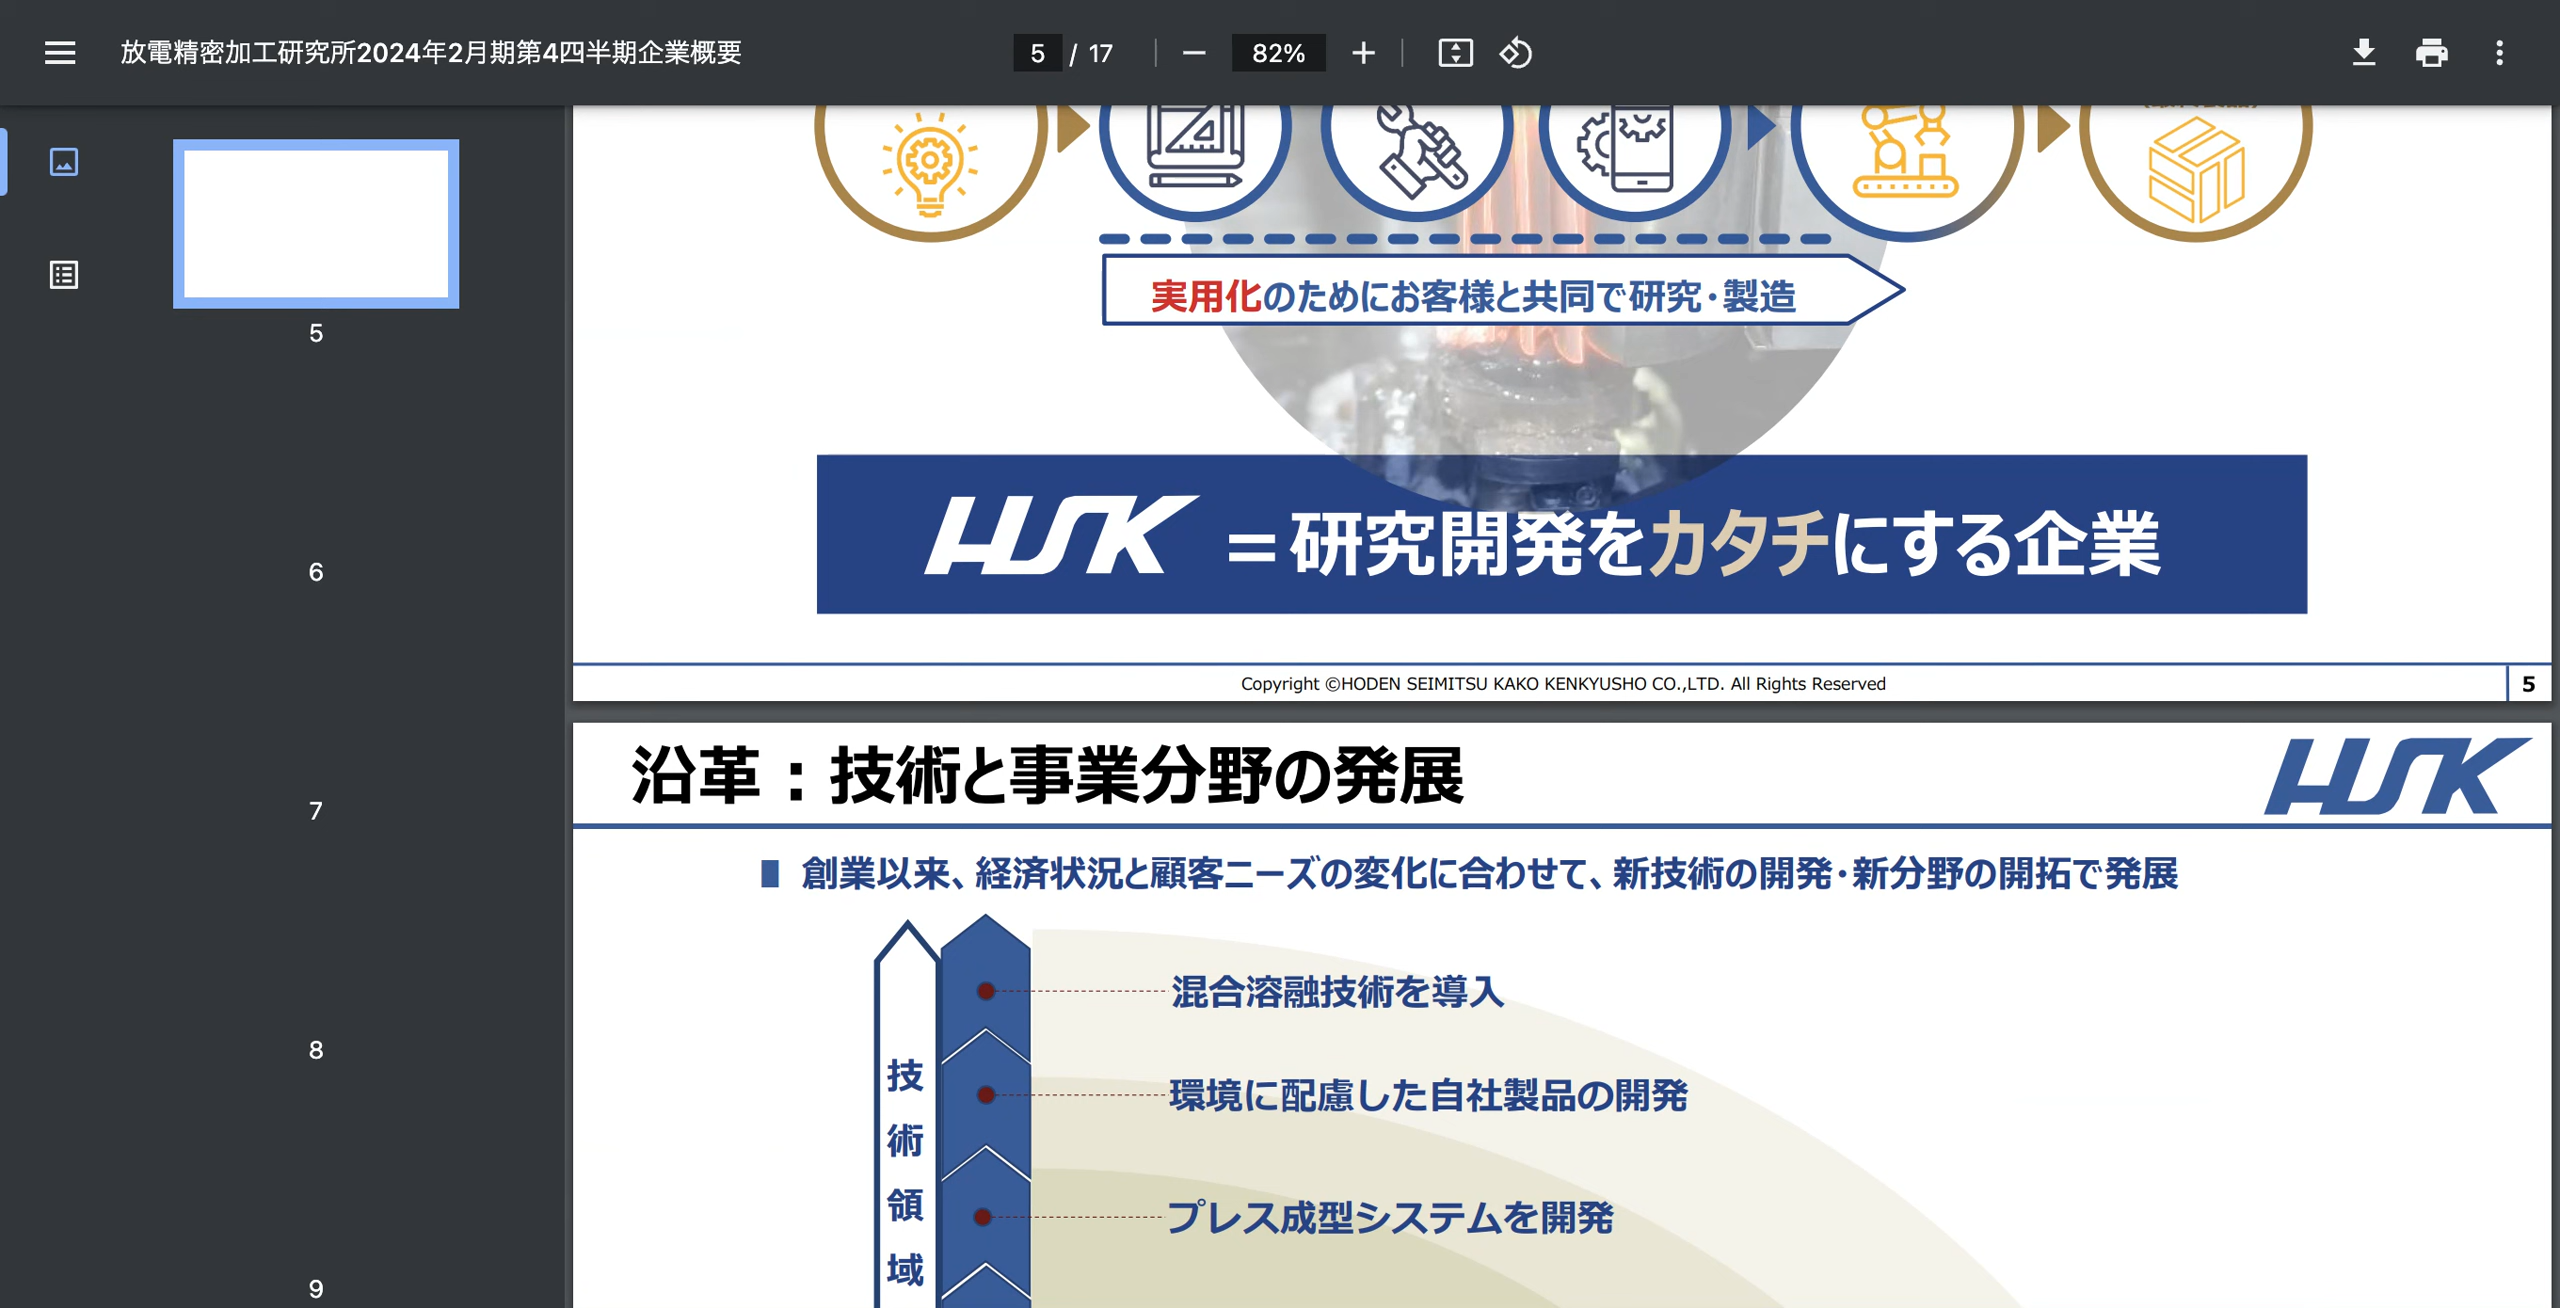 放電精密加工研究所2024年2月期第4四半期企業概要
5 / 17
82%
5
6
7
8
9
実用化のためにお客様と共同で研究・製造
HSK =研究開発をカタチにする企業
Copyright ©HODEN SEIMITSU KAKO KENKYUSHO CO.,LTD. All Rights Reserved
5
沿革：技術と事業分野の発展
HSK
創業以来、経済状況と顧客ニーズの変化に合わせて、新技術の開発・新分野の開拓で発展
混合溶融技術を導入
環境に配慮した自社製品の開発
プレス成型システムを開発
技術領域